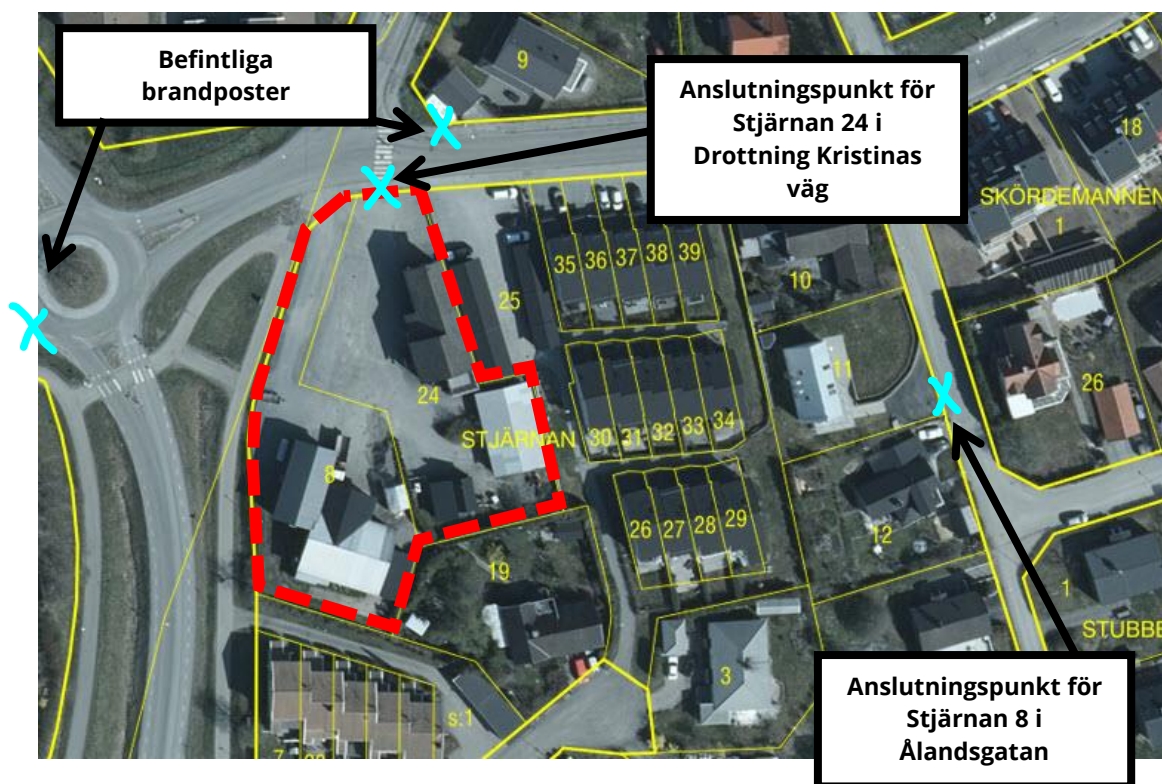 Befintliga
brandposter
Anslutningspunkt för
Stjärnan 24 i
Drottning Kristinas
väg
9
18
SKÖRDEMANNEN
1
35 36 37 38 39
10
25
11
26
24
STJÄRNAN
30 31 32 33 34
8
26 27 28 29
12
19
1
STUBBE
3
s:1
7
Anslutningspunkt för
Stjärnan 8 i
Ålandsgatan